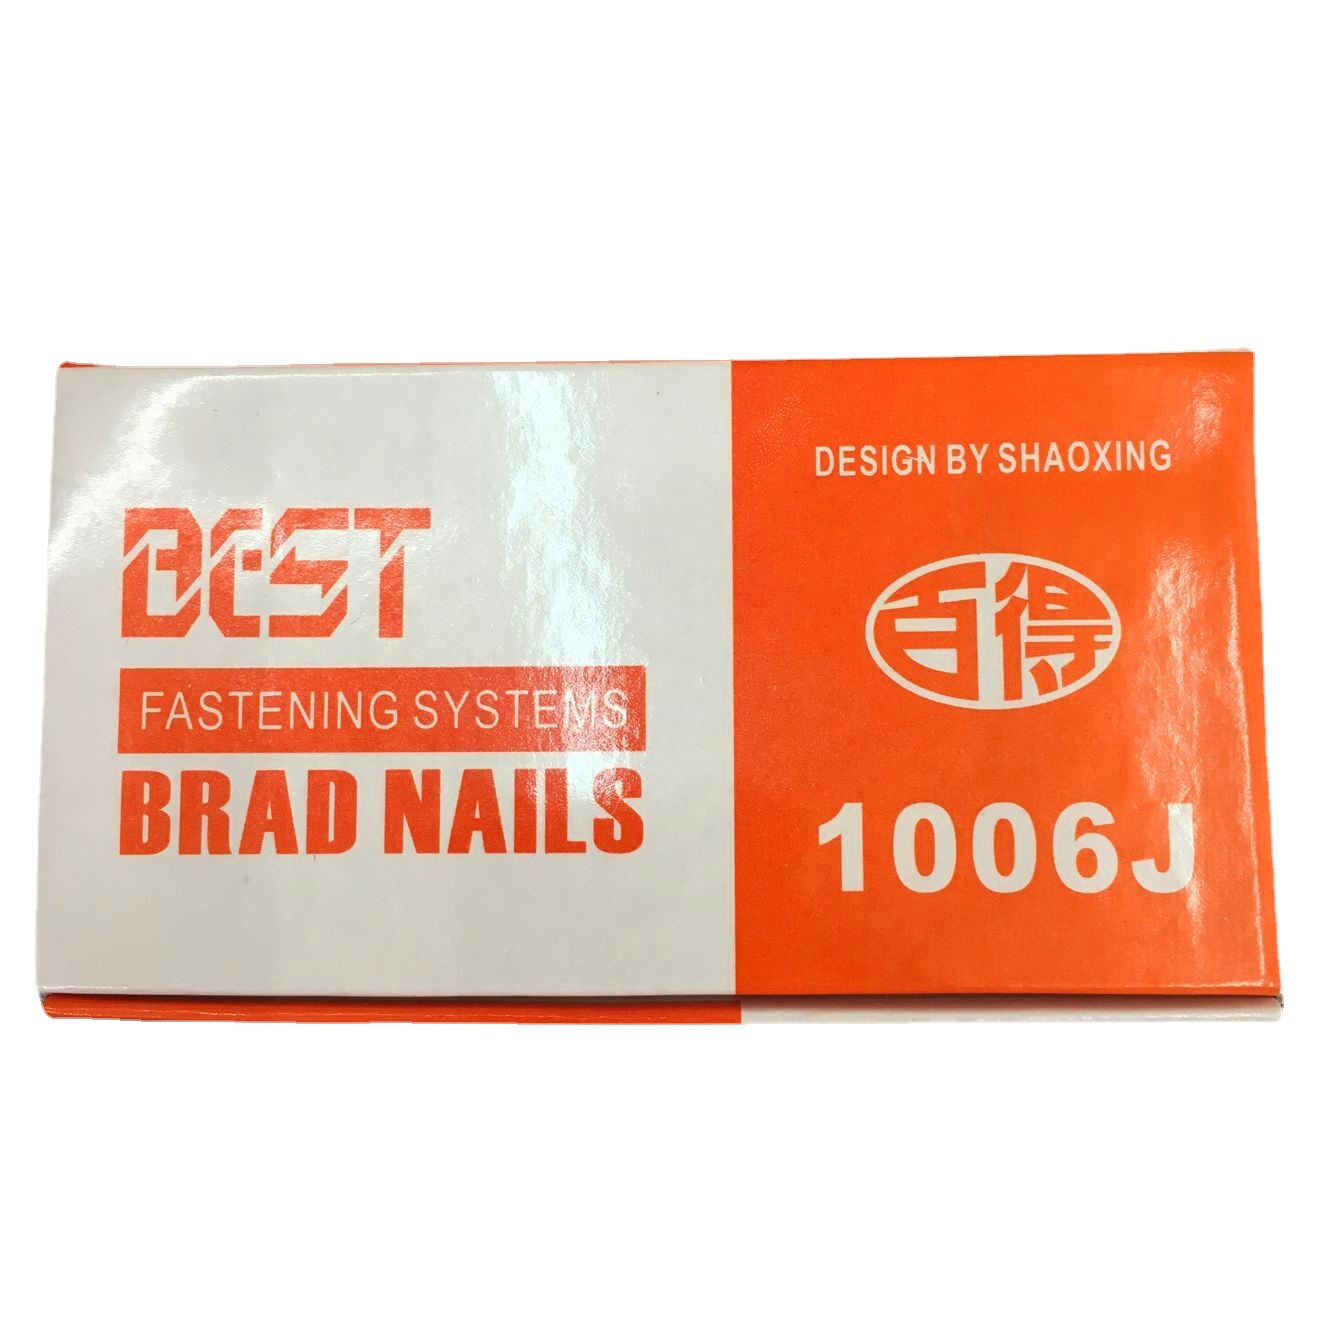 BEST
FASTENING SYSTEMS
BRAD NAILS
DESIGN BY SHAOXING
百得
1006J